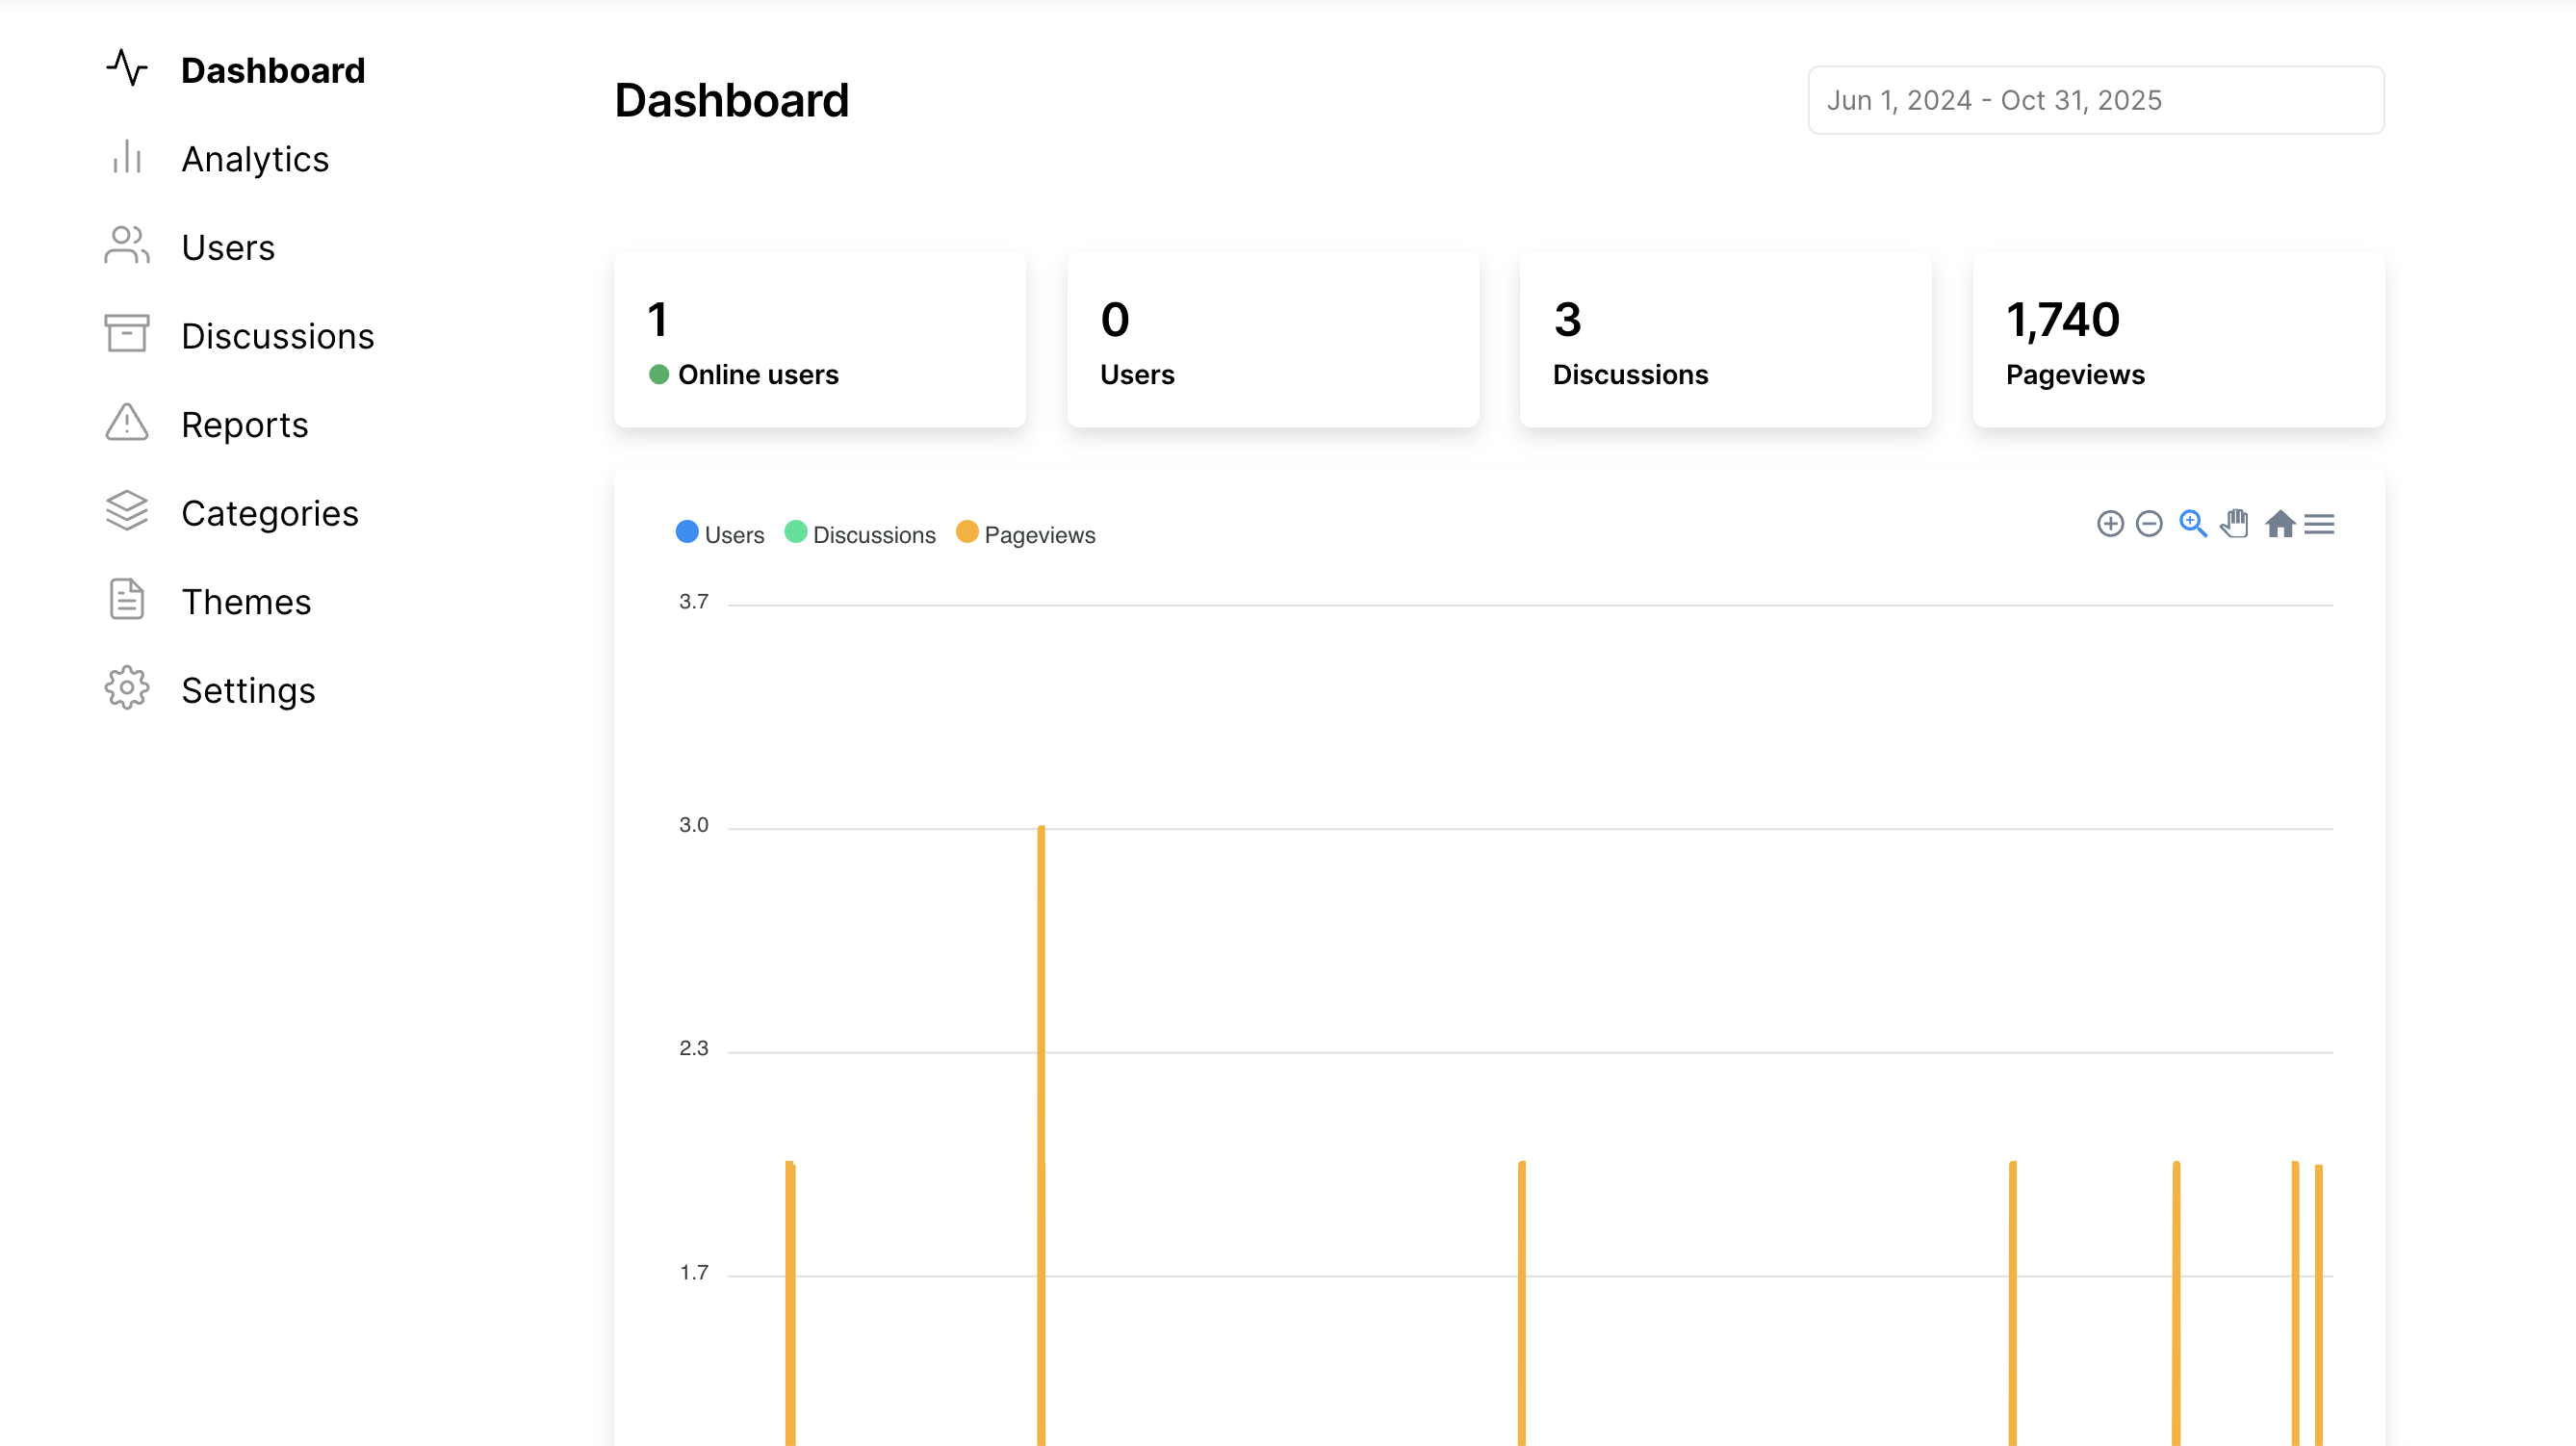 Dashboard
Analytics
Users
Discussions
Reports
Categories
Themes
Settings
Dashboard
Jun 1, 2024 - Oct 31, 2025
1
Online users
0
Users
3
Discussions
1,740
Pageviews
Users Discussions Pageviews
3.7
3.0
2.3
1.7